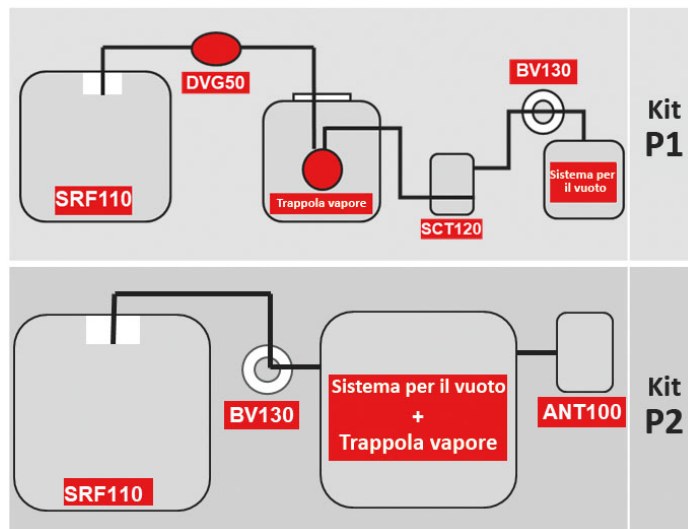 DVG50
SRF110
Trappola vapore
SCT120
BV130
Sistema per
il vuoto
Kit
P1
SRF110
BV130
Sistema per il vuoto
+
Trappola vapore
ANT100
Kit
P2